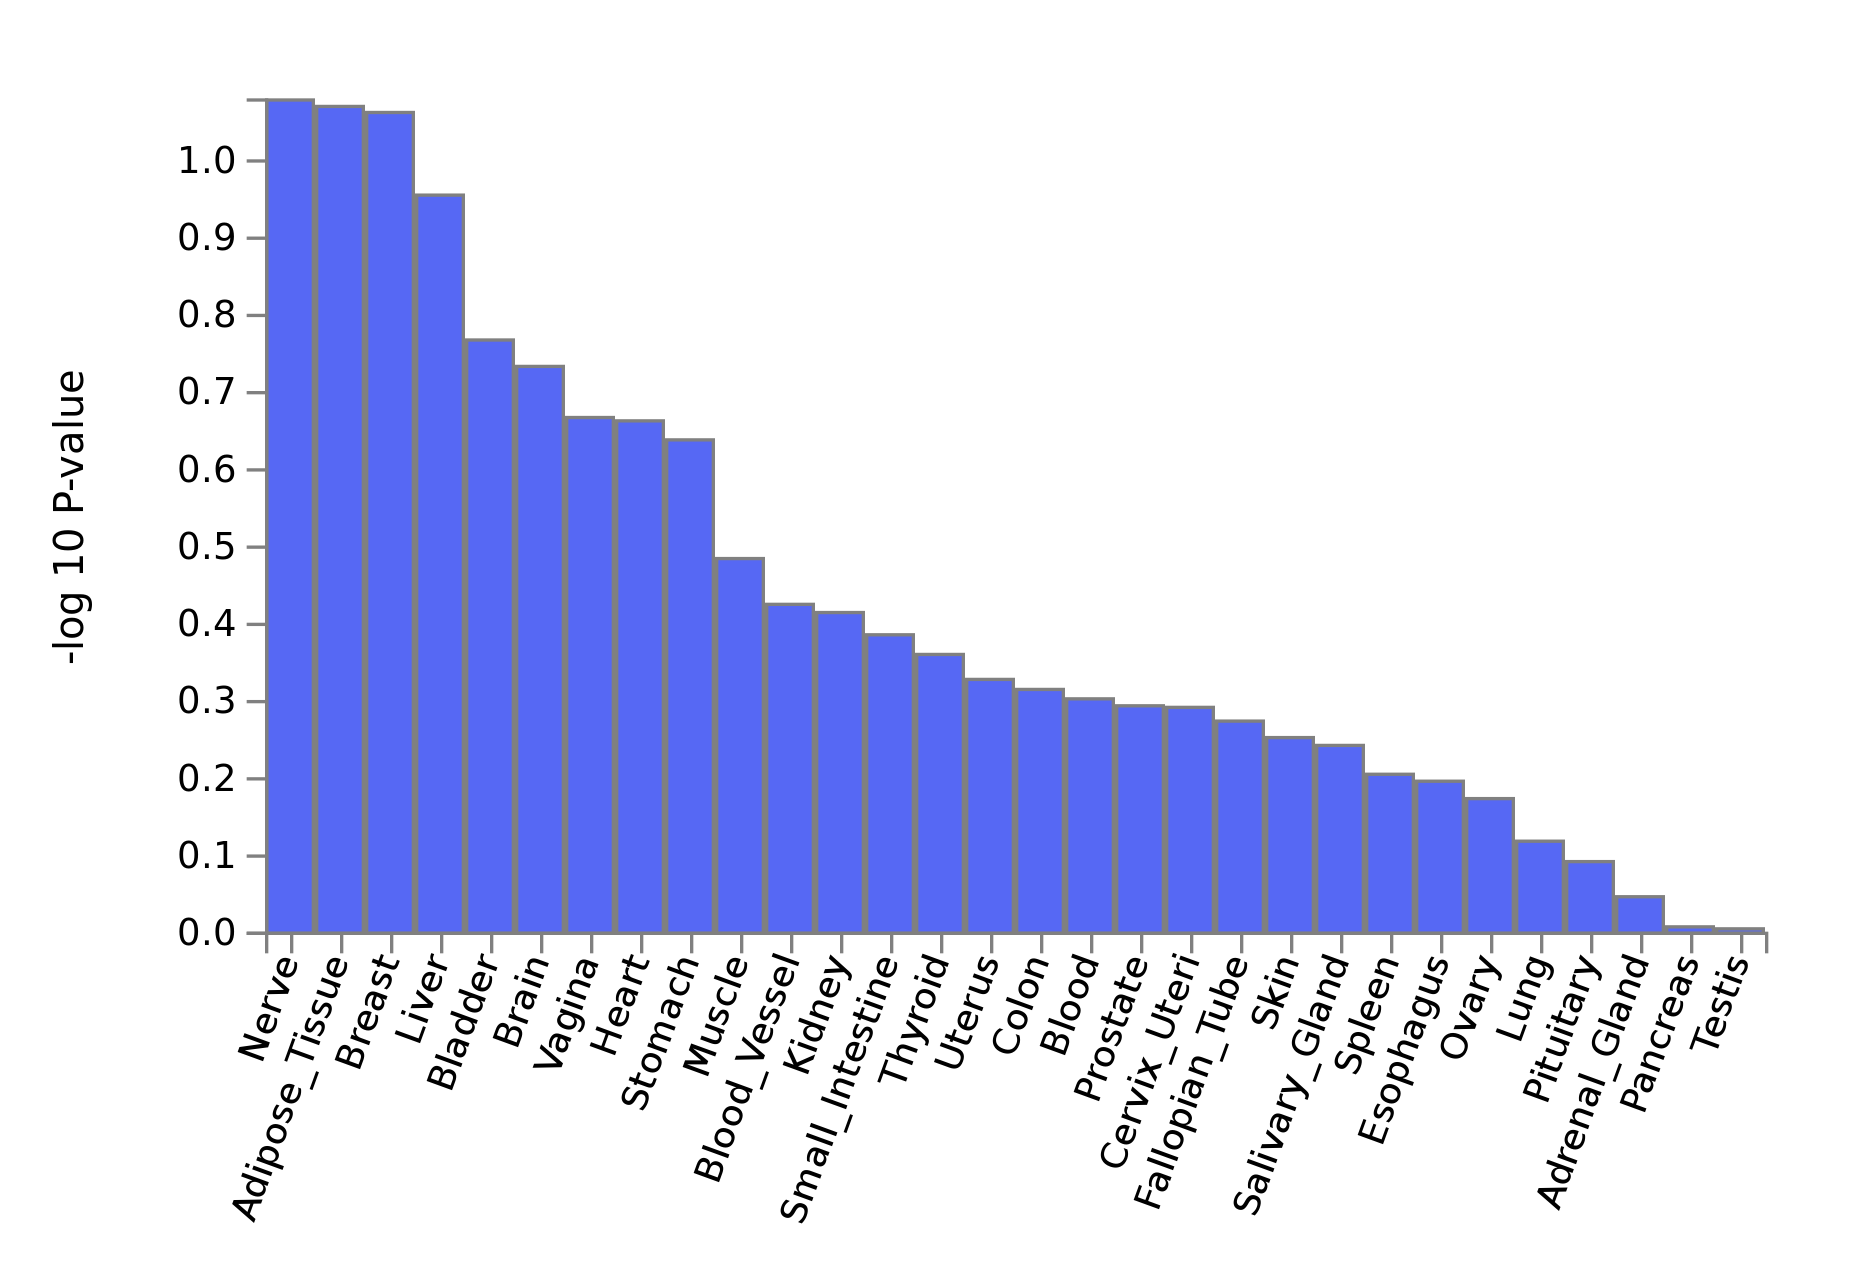 -log 10 P-value
1.0
0.9
0.8
0.7
0.6
0.5
0.4
0.3
0.2
0.1
0.0
Nerve
Adipose_Tissue
Breast
Liver
Bladder
Brain
Vagina
Heart
Stomach
Muscle
Blood_Vessel
Kidney
Small_Intestine
Thyroid
Uterus
Colon
Blood
Prostate
Cervix_Uteri
Fallopian_Tube
Skin
Salivary_Gland
Spleen
Esophagus
Ovary
Lung
Pituitary
Adrenal_Gland
Pancreas
Testis